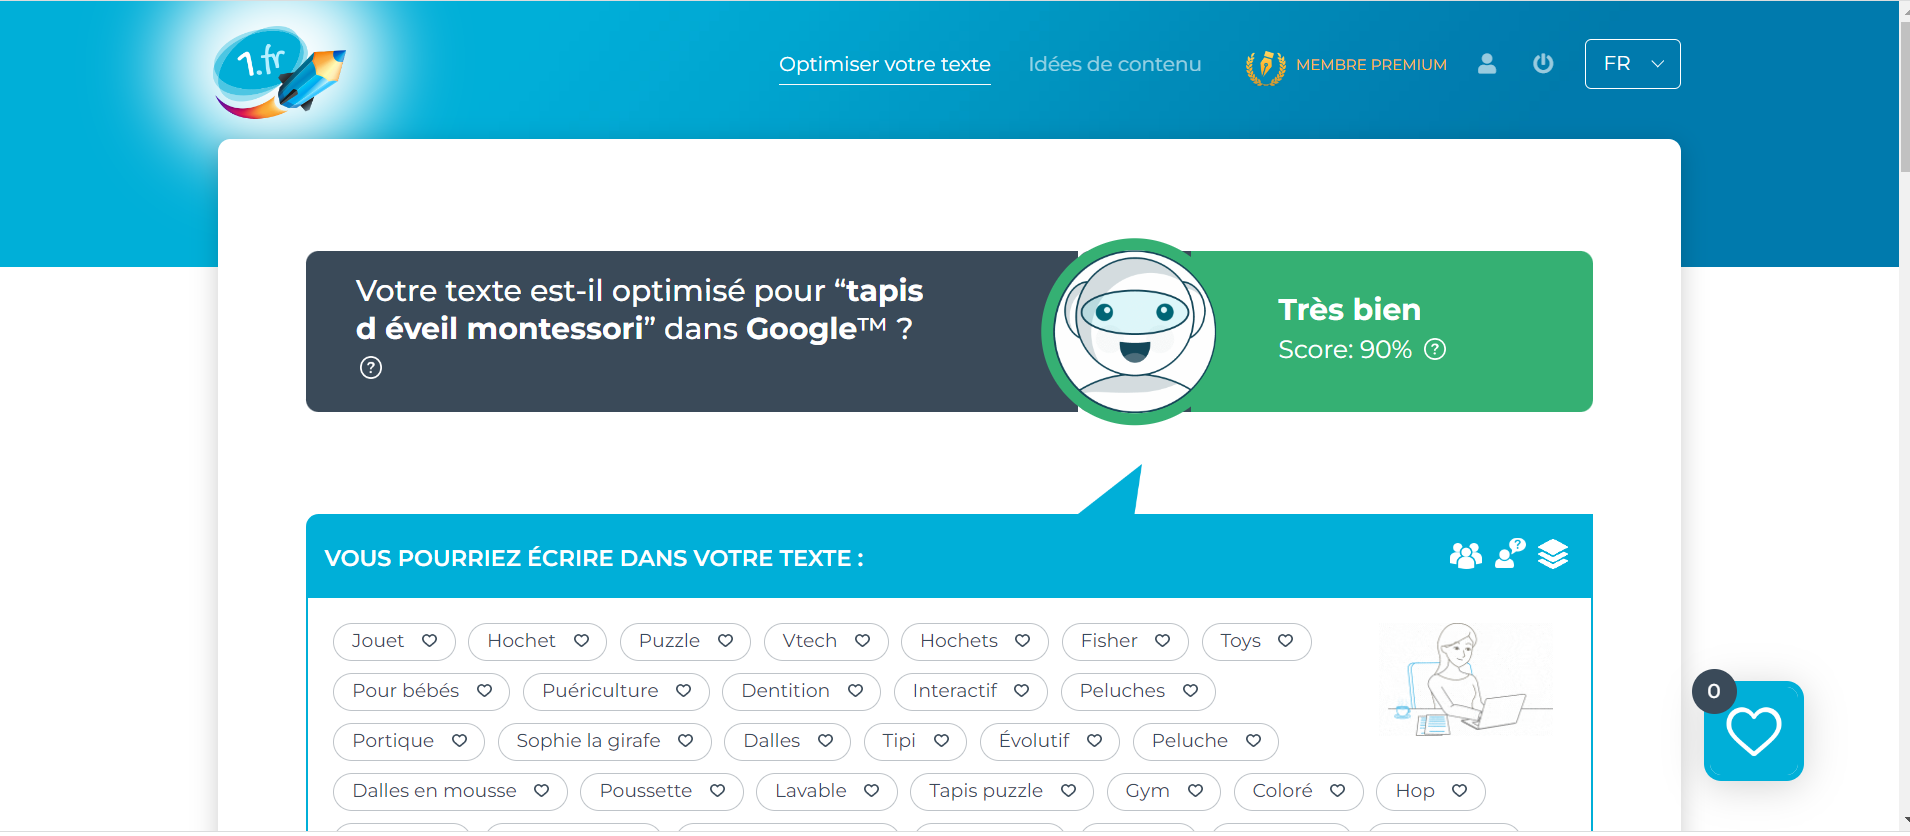 1.fr
Optimiser votre texte
Idées de contenu
MEMBRE PREMIUM
FR
Votre texte est-il optimisé pour “tapis
d éveil montessori” dans Google™ ?
?
Très bien
Score: 90% ?
VOUS POURRIEZ ÉCRIRE DANS VOTRE TEXTE :
Jouet Hochet Puzzle Vtech Hochets Fisher Toys
Pour bébés Puériculture Dentition Interactif Peluches
0
Portique Sophie la girafe Dalles Tipi Évolutif Peluche
Dalles en mousse Poussette Lavable Tapis puzzle Gym Coloré Hop